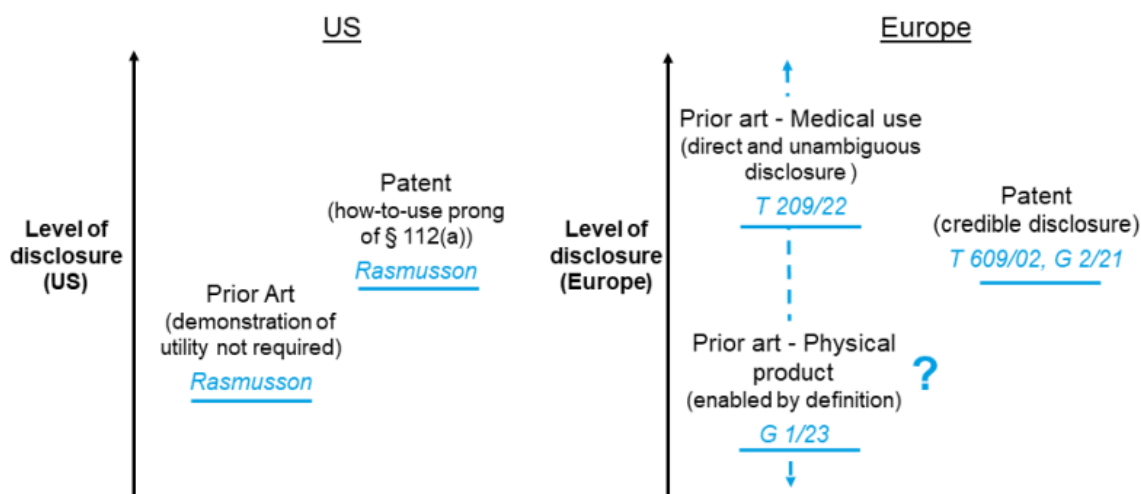 US
Level of
disclosure
(US)
Patent
(how-to-use prong
of § 112(a))
Rasmusson
Prior Art
(demonstration of
utility not required)
Rasmusson
Europe
Level of
disclosure
(Europe)
Prior art - Medical use
(direct and unambiguous
disclosure )
T 209/22
Patent
(credible disclosure)
T 609/02, G 2/21
Prior art - Physical
product
(enabled by definition)
?
G 1/23